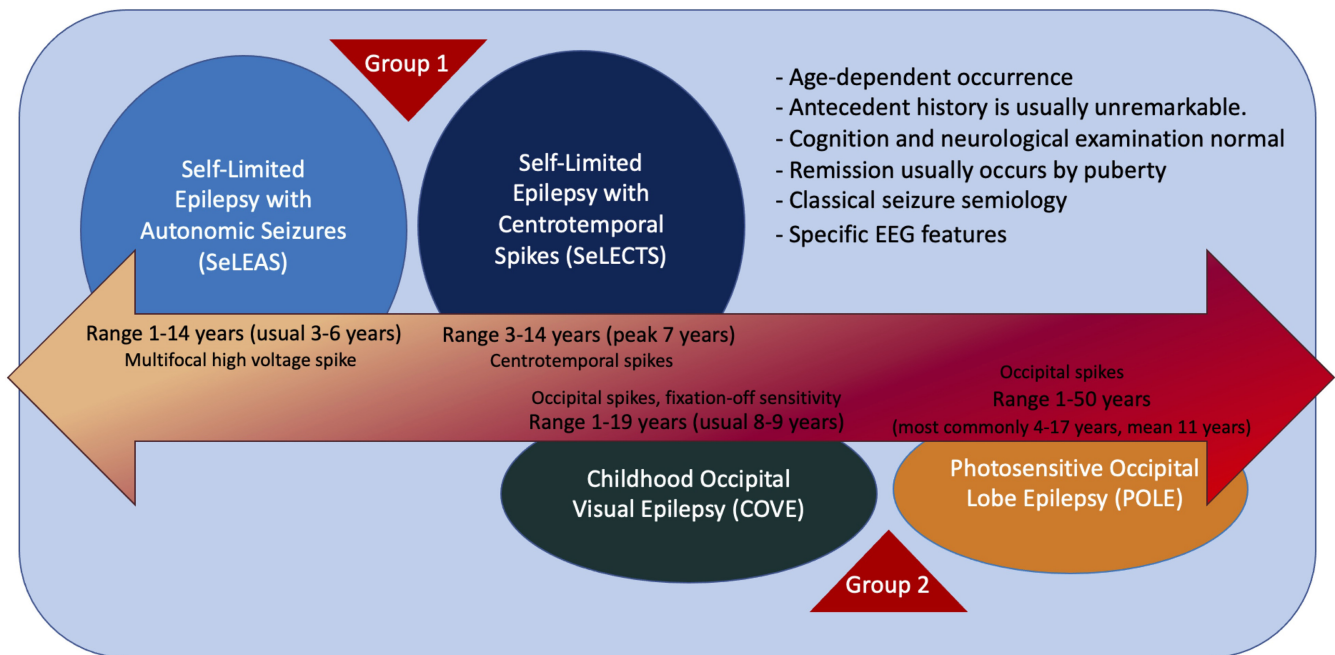 Group 1
Self-Limited
Epilepsy with
Autonomic Seizures
(SeLEAS)
Self-Limited
Epilepsy with
Centrotemporal
Spikes (SeLECTS)
- Age-dependent occurrence
- Antecedent history is usually unremarkable.
- Cognition and neurological examination normal
- Remission usually occurs by puberty
- Classical seizure semiology
- Specific EEG features
Range 1-14 years (usual 3-6 years)
Multifocal high voltage spike
Range 3-14 years (peak 7 years)
Centrotemporal spikes
Occipital spikes, fixation-off sensitivity
Range 1-19 years (usual 8-9 years)
Occipital spikes
Range 1-50 years
(most commonly 4-17 years, mean 11 years)
Childhood Occipital
Visual Epilepsy (COVE)
Photosensitive Occipital
Lobe Epilepsy (POLE)
Group 2